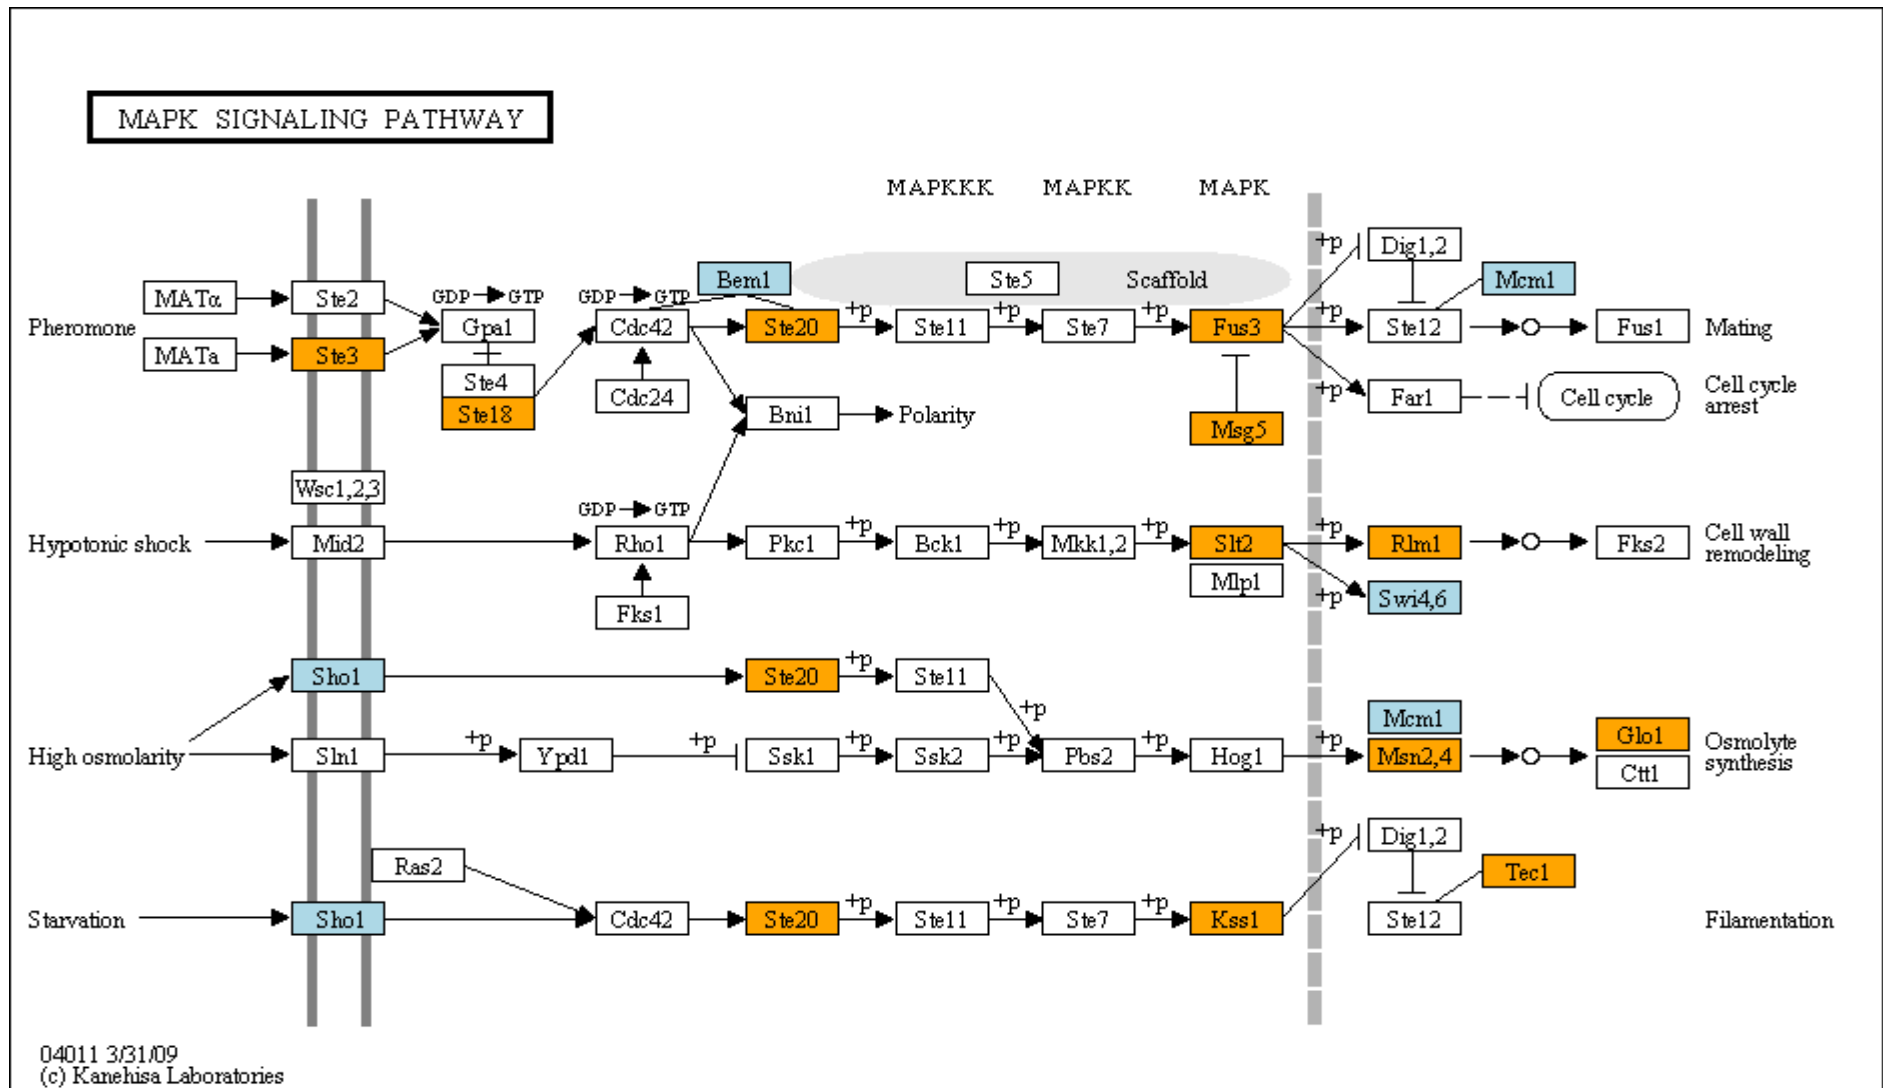 MAPK SIGNALING PATHWAY
MAPKKK MAPKK MAPK
+p Dig1,2
Bem1 Ste5 Scaffold Mcm1
MATα Ste2 GDP GTP GDP GTP
Pheromone Gpa1 Cdc42 Ste20 +p Ste11 +p Ste7 +p Fus3 +p Ste12 Fus1 Mating
MATa Ste3
Ste4 Cdc24 +p Far1 Cell cycle Cell cycle
arrest
Ste18 Bni1 Polarity Msg5
Wsc1,2,3
GDP GTP
Hypotonic shock Mid2 Rho1 Pkc1 +p Bck1 +p Mkk1,2 +p Slt2 +p Rlm1 Fks2 Cell wall
remodeling
Mlp1 +p Swi4,6
Fks1
Sho1 Ste20 +p Ste11
+p
Mcm1 Glo1
High osmolarity Sln1 +p Ypd1 +p Ssk1 +p Ssk2 +p Pbs2 +p Hog1 +p Msn2,4 Osmolyte
synthesis
Ctt1
+p Dig1,2
Ras2 Tec1
Starvation Sho1 Cdc42 Ste20 +p Ste11 +p Ste7 +p Kss1 Ste12 Filamentation
04011 3/31/09
(c) Kanehisa Laboratories